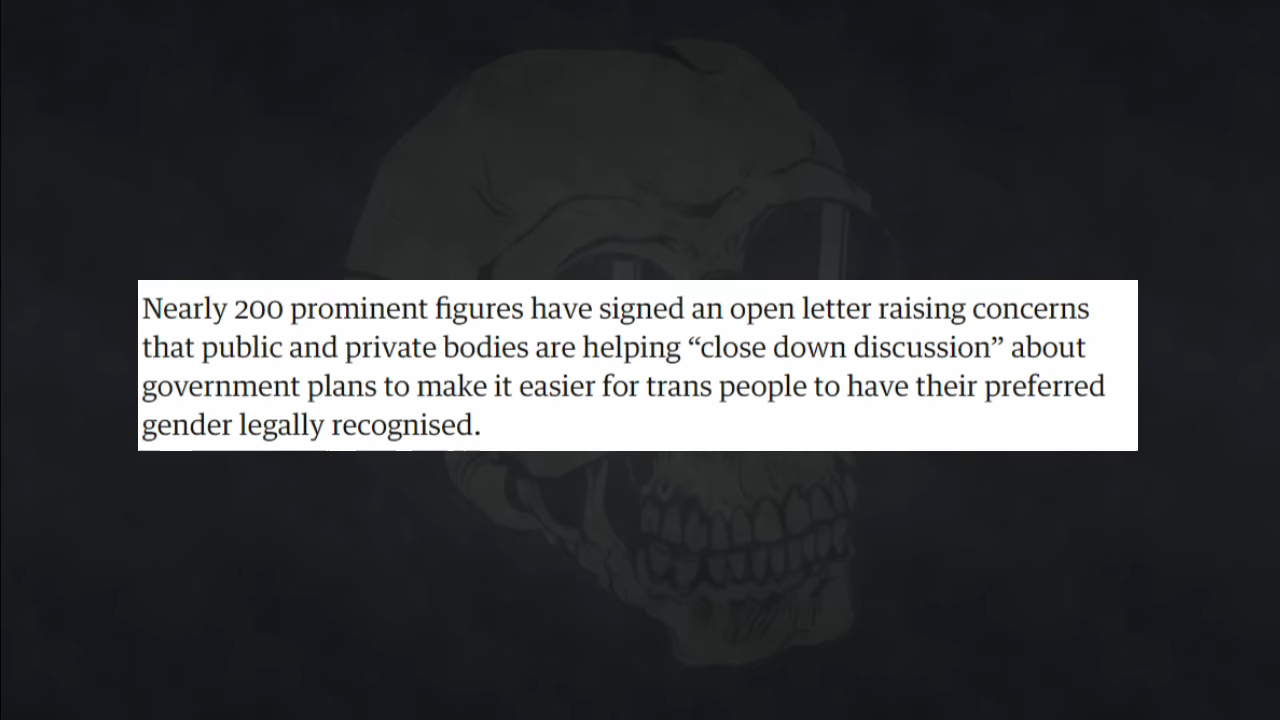 Nearly 200 prominent figures have signed an open letter raising concerns
that public and private bodies are helping “close down discussion” about
government plans to make it easier for trans people to have their preferred
gender legally recognised.